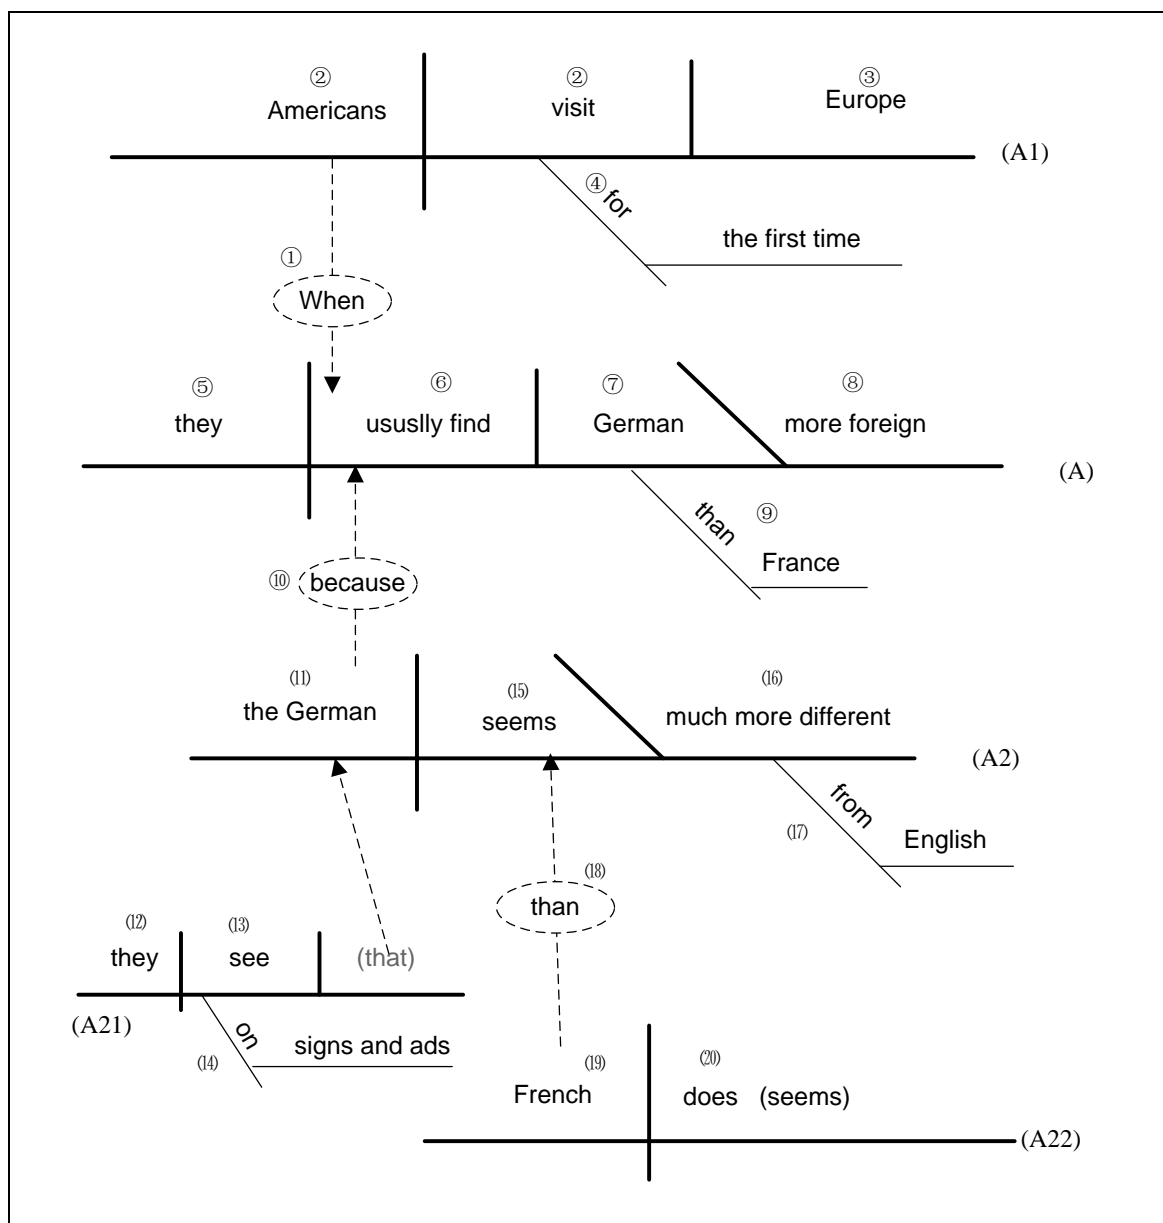 ② ② ③
Americans visit Europe
(A1)
④ for
the first time
①
When
⑤ ⑥ ⑦ ⑧
they ususlly find German more foreign
(A)
than ⑨
France
⑩ because
⑾ ⒂ ⒃
the German seems much more different
(A2)
from
⒄ English
⒅
than
⑿ ⒀
they see (that)
(A21)
on
⒁ signs and ads
⒆ ⒇
French does (seems)
(A22)